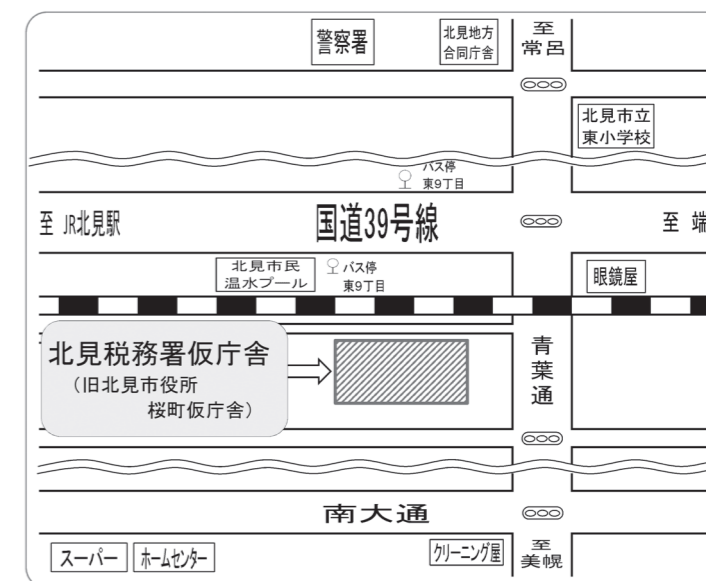 警察署
北見地方
合同庁舎
至
常呂
北見市立
東小学校
バス停
東9丁目
至 JR北見駅
国道39号線
至 端
北見市民
温水プール
バス停
東9丁目
眼鏡屋
北見税務署仮庁舎
（旧北見市役所
桜町仮庁舎）
青葉通
南大通
スーパー
ホームセンター
クリーニング屋
至
美幌